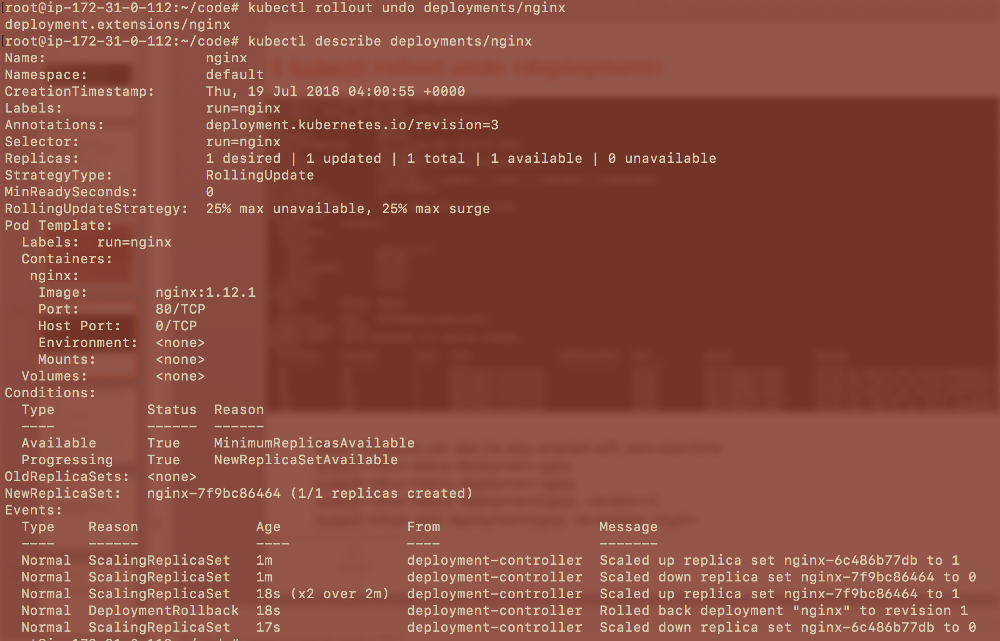 [root@ip-172-31-0-112:~/code# kubectl rollout undo deployments/nginx
deployment.extensions/nginx
[root@ip-172-31-0-112:~/code# kubectl describe deployments/nginx
Name:                   nginx
Namespace:              default
CreationTimestamp:      Thu, 19 Jul 2018 04:00:55 +0000
Labels:                 run=nginx
Annotations:            deployment.kubernetes.io/revision=3
Selector:               run=nginx
Replicas:               1 desired | 1 updated | 1 total | 1 available | 0 unavailable
StrategyType:           RollingUpdate
MinReadySeconds:        0
RollingUpdateStrategy:  25% max unavailable, 25% max surge
Pod Template:
  Labels:  run=nginx
  Containers:
   nginx:
    Image:        nginx:1.12.1
    Port:         80/TCP
    Host Port:    0/TCP
    Environment:  <none>
    Mounts:       <none>
  Volumes:        <none>
Conditions:
  Type           Status  Reason
  ----           ------  ------
  Available      True    MinimumReplicasAvailable
  Progressing    True    NewReplicaSetAvailable
OldReplicaSets:  <none>
NewReplicaSet:   nginx-7f9bc86464 (1/1 replicas created)
Events:
  Type    Reason              Age               From                   Message
  ----    ------              ----              ----                   -------
  Normal  ScalingReplicaSet   1m                deployment-controller  Scaled up replica set nginx-6c486b77db to 1
  Normal  ScalingReplicaSet   1m                deployment-controller  Scaled down replica set nginx-7f9bc86464 to 0
  Normal  ScalingReplicaSet   18s (x2 over 2m)  deployment-controller  Scaled up replica set nginx-7f9bc86464 to 1
  Normal  DeploymentRollback  18s               deployment-controller  Rolled back deployment "nginx" to revision 1
  Normal  ScalingReplicaSet   17s               deployment-controller  Scaled down replica set nginx-6c486b77db to 0